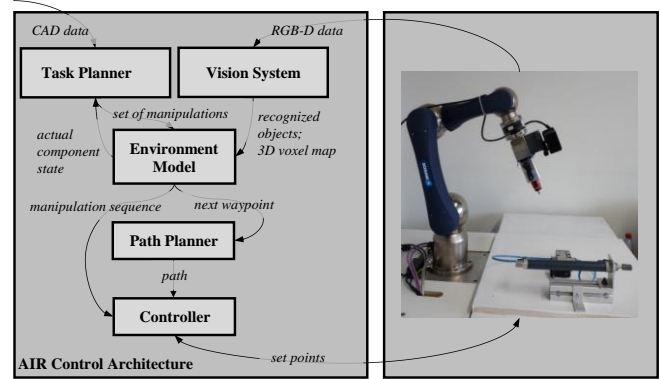 CAD data
RGB-D data
Task Planner
Vision System
set of manipulations
actual
component
state
recognized
objects;
3D voxel map
Environment
Model
manipulation sequence
next waypoint
Path Planner
path
Controller
set points
AIR Control Architecture